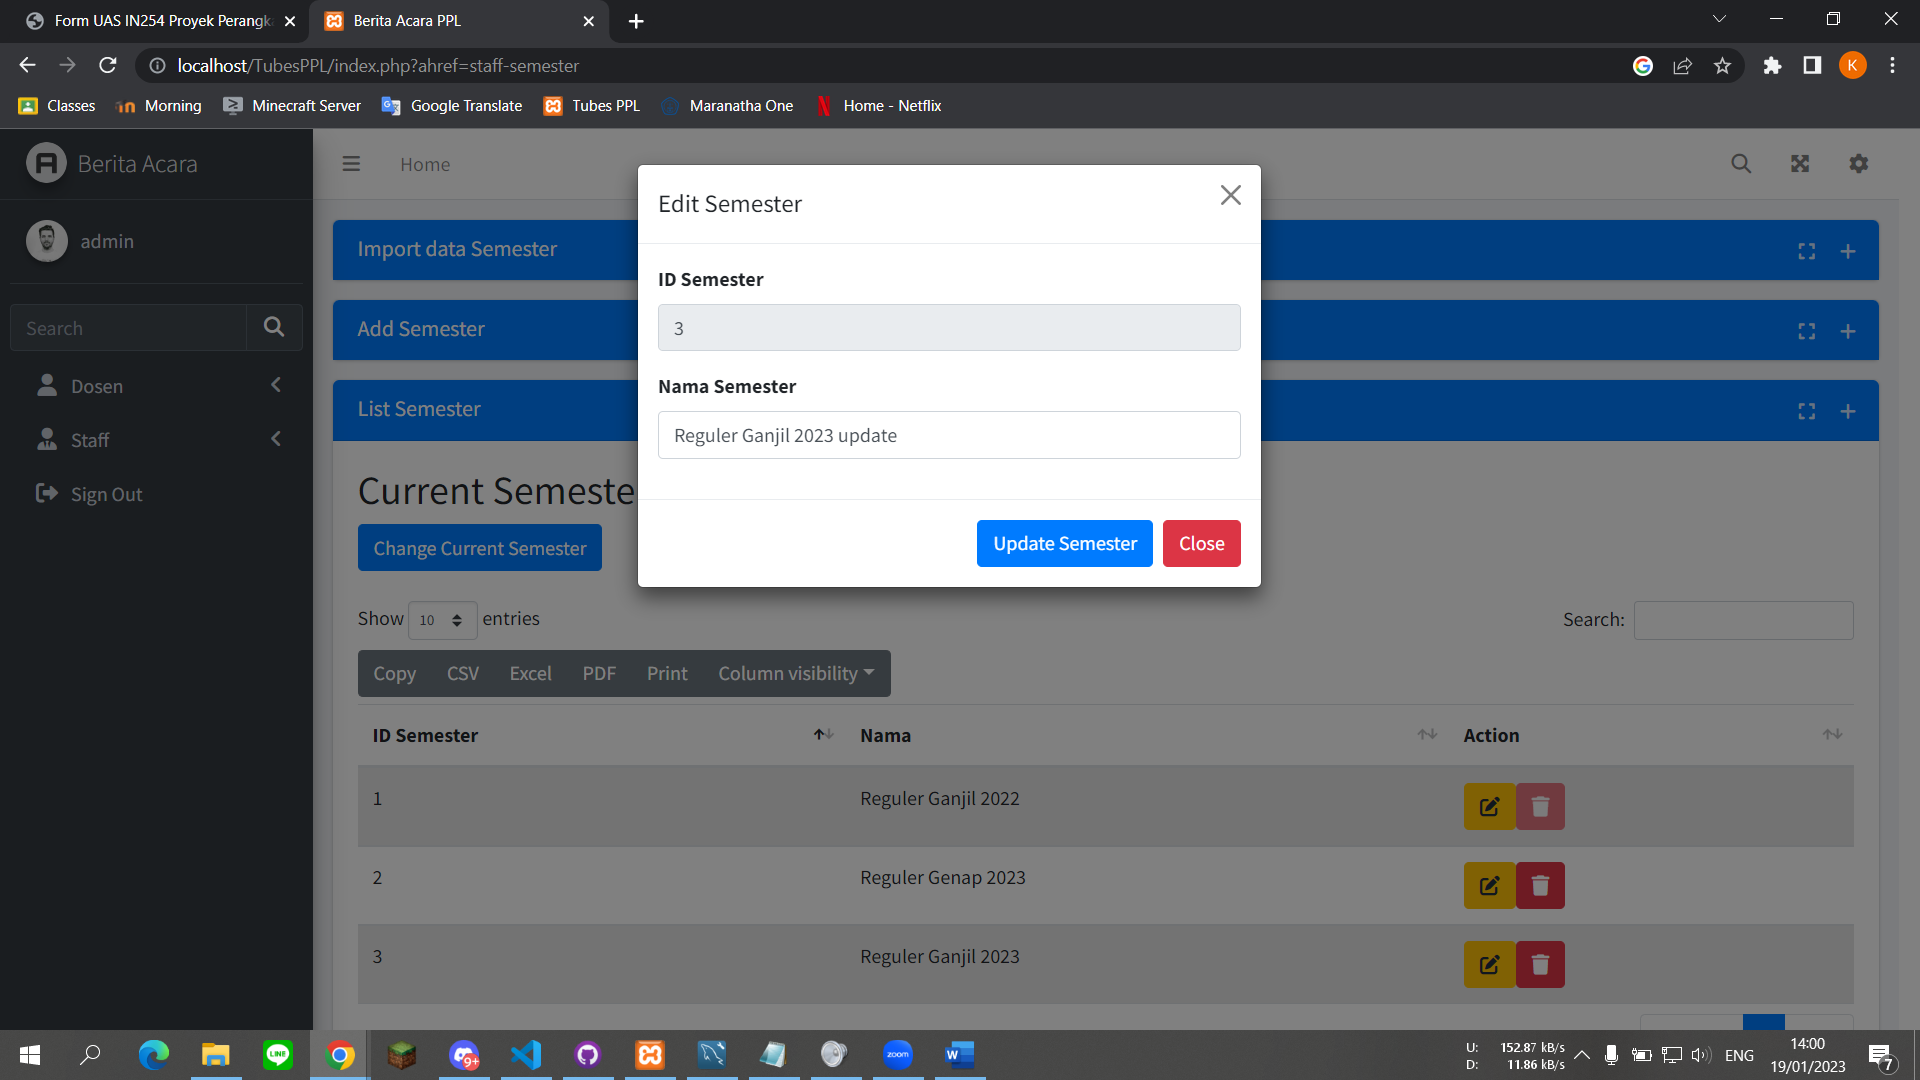 Form UAS IN254 Proyek Perangka
Berita Acara PPL
localhost/TubesPPL/index.php?ahref=staff-semester
K
Classes
Morning
Minecraft Server
Google Translate
Tubes PPL
Maranatha One
Home - Netflix
Berita Acara
Home
admin
Search
Dosen
Staff
Sign Out
Import data Semester
Add Semester
List Semester
Current Semeste
Change Current Semester
Edit Semester
ID Semester
3
Nama Semester
Reguler Ganjil 2023 update
Update Semester
Close
Show 10 entries
Search:
Copy CSV Excel PDF Print Column visibility
ID Semester Nama Action
1 Reguler Ganjil 2022
2 Reguler Genap 2023
3 Reguler Ganjil 2023
LINE
9+
zoom
W
U: 152.87 kB/s
D: 11.86 kB/s
ENG
14:00
19/01/2023
7